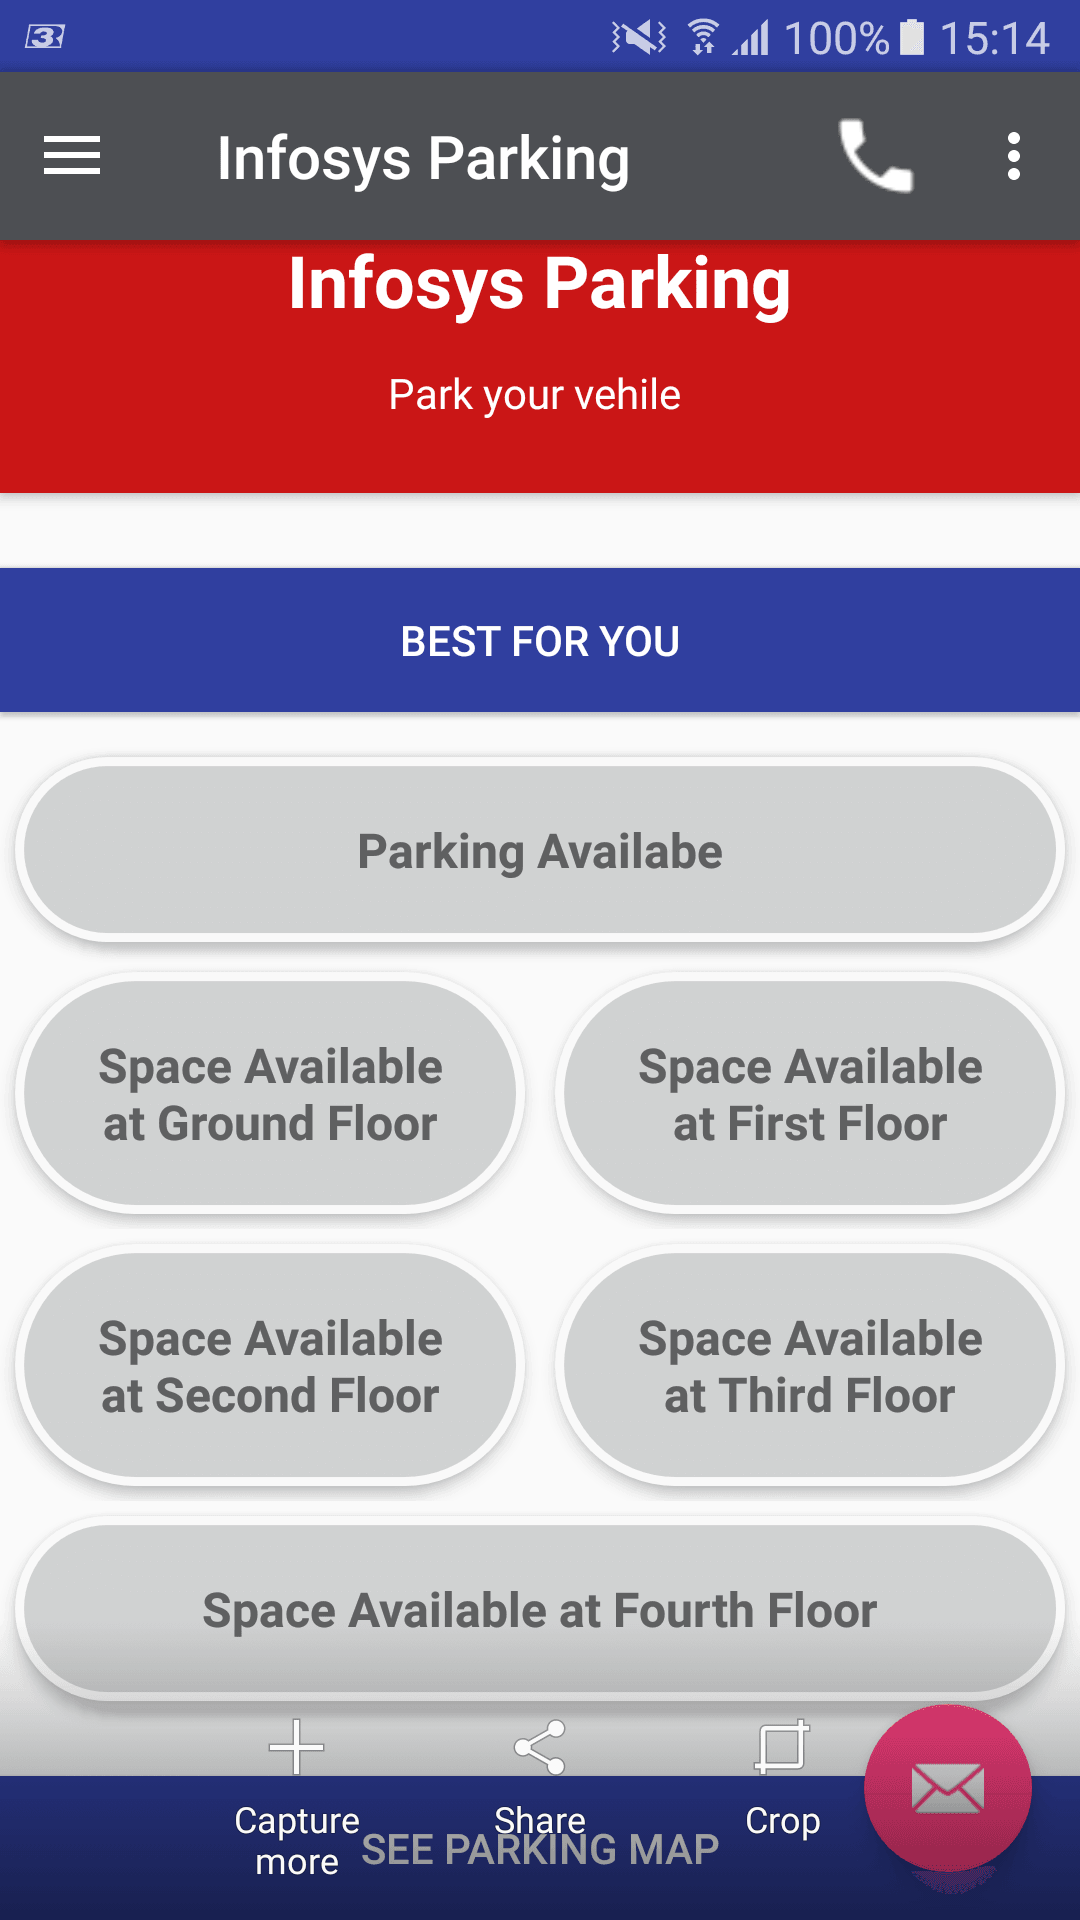 3 100% 15:14
Infosys Parking
Infosys Parking
Park your vehile
BEST FOR YOU
Parking Availabe
Space Available
at Ground Floor
Space Available
at First Floor
Space Available
at Second Floor
Space Available
at Third Floor
Space Available at Fourth Floor
Capture
more
Share
Crop
SEE PARKING MAP